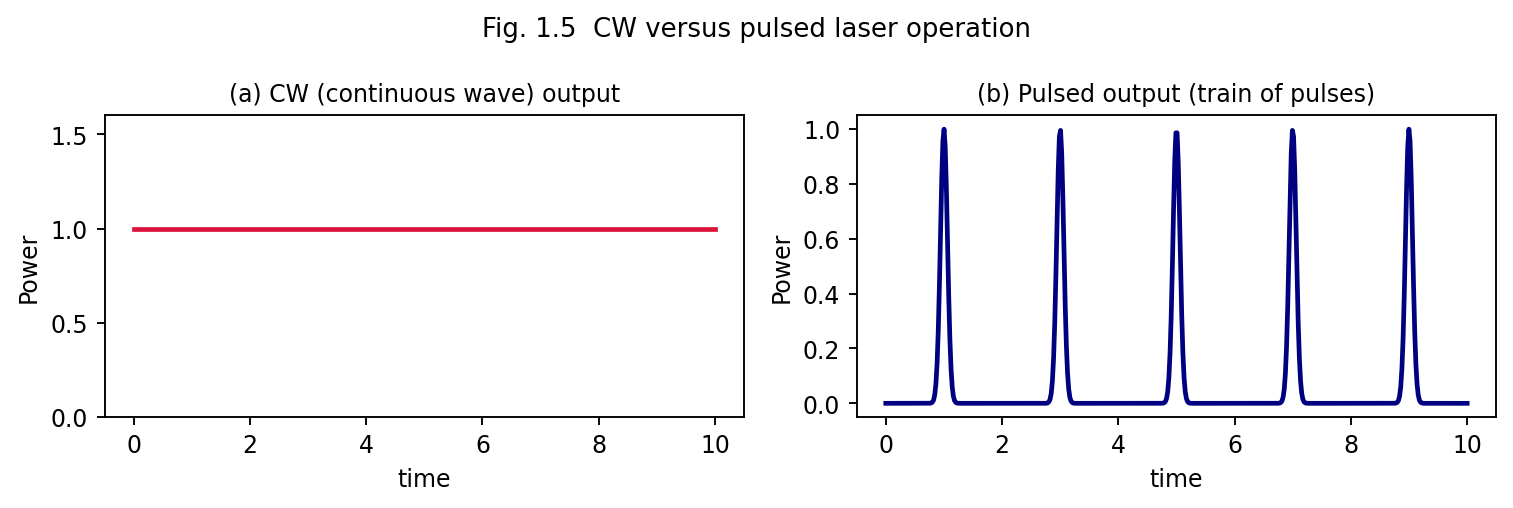 Fig. 1.5  CW versus pulsed laser operation
(a) CW (continuous wave) output
Power
1.5
1.0
0.5
0.0
0 2 4 6 8 10
time
(b) Pulsed output (train of pulses)
Power
1.0
0.8
0.6
0.4
0.2
0.0
0 2 4 6 8 10
time